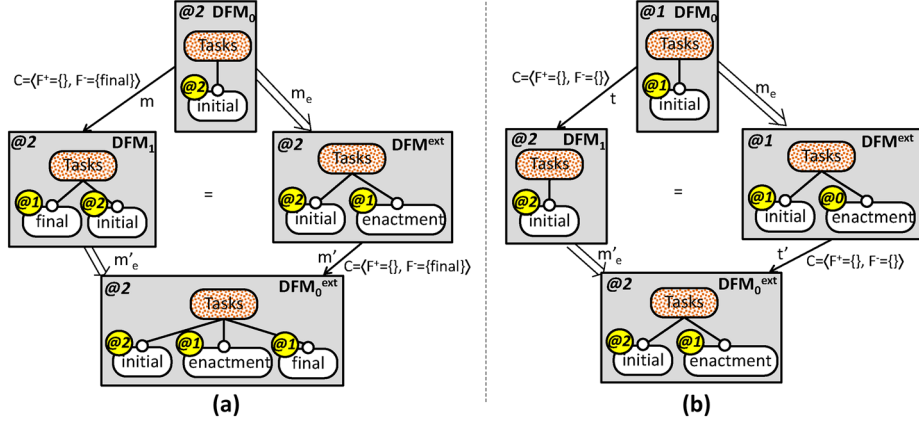 @2 DFM0
Tasks
@2
initial
C=⟨F+={}, F-={final}⟩
m
me
@2 DFM1
Tasks
@1 @2
final initial
=
@2 DFMext
Tasks
@2 @1
initial enactment
m'e
m'
C=⟨F+={}, F-={final}⟩
@2 DFM0ext
Tasks
@2 @1 @1
initial enactment final
(a)
@1 DFM0
Tasks
@1
initial
C=⟨F+={}, F-={}⟩
t
me
@2 DFM1
Tasks
@2
initial
=
@1 DFMext
Tasks
@1 @0
initial enactment
m'e
t'
C=⟨F+={}, F-={}⟩
@2 DFM0ext
Tasks
@2 @1
initial enactment
(b)